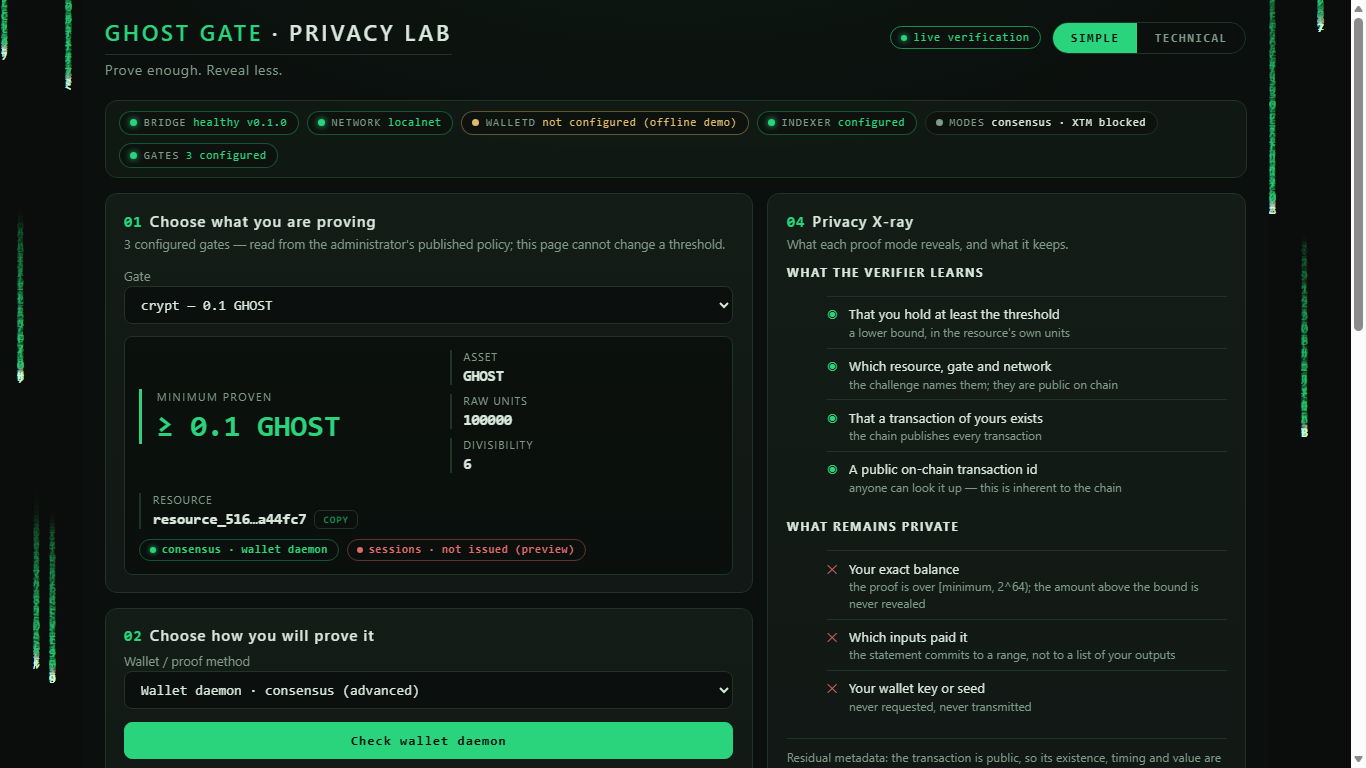 GHOST GATE · PRIVACY LAB
live verification
SIMPLE
TECHNICAL
Prove enough. Reveal less.
BRIDGE healthy v0.1.0
NETWORK localnet
WALLETD not configured (offline demo)
INDEXER configured
MODES consensus · XTM blocked
GATES 3 configured
01 Choose what you are proving
3 configured gates — read from the administrator's published policy; this page cannot change a threshold.
Gate
crypt — 0.1 GHOST
MINIMUM PROVEN
≥ 0.1 GHOST
ASSET
GHOST
RAW UNITS
100000
DIVISIBILITY
6
RESOURCE
resource_516…a44fc7
COPY
consensus · wallet daemon
sessions · not issued (preview)
02 Choose how you will prove it
Wallet / proof method
Wallet daemon · consensus (advanced)
Check wallet daemon
04 Privacy X-ray
What each proof mode reveals, and what it keeps.
WHAT THE VERIFIER LEARNS
That you hold at least the threshold
a lower bound, in the resource's own units
Which resource, gate and network
the challenge names them; they are public on chain
That a transaction of yours exists
the chain publishes every transaction
A public on-chain transaction id
anyone can look it up — this is inherent to the chain
WHAT REMAINS PRIVATE
Your exact balance
the proof is over [minimum, 2^64); the amount above the bound is
never revealed
Which inputs paid it
the statement commits to a range, not to a list of your outputs
Your wallet key or seed
never requested, never transmitted
Residual metadata: the transaction is public, so its existence, timing and value are